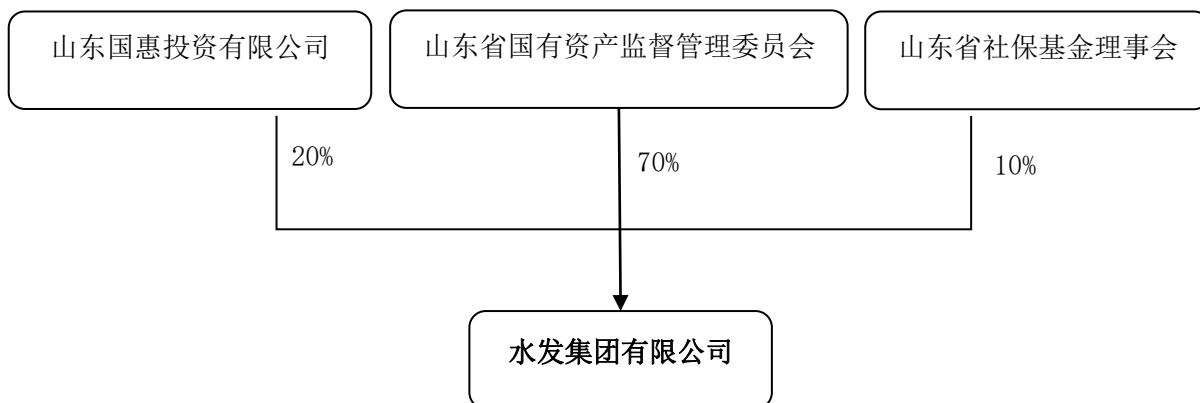 山东国惠投资有限公司
山东省国有资产监督管理委员会
山东省社保基金理事会
20%
70%
10%
水发集团有限公司